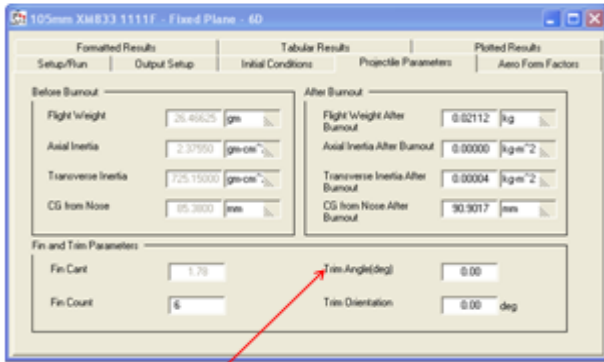 105mm XM833 1111F - Fixed Plane - 6D
Formatted Results Tabular Results Plotted Results
Setup/Run Output Setup Initial Conditions Projectile Parameters Aero Form Factors
Before Burnout After Burnout
Flight Weight 26.46625 gm Flight Weight After Burnout 0.02112 kg
Axial Inertia 2.37550 gm-cm^ Axial Inertia After Burnout 0.00000 kg-m^2
Transverse Inertia 725.15000 gm-cm^ Transverse Inertia After Burnout 0.00004 kg-m^2
CG from Nose 85.3800 mm CG from Nose After Burnout 90.9017 mm
Fin and Trim Parameters
Fin Cant 1.78 Trim Angle(deg) 0.00
Fin Count 6 Trim Orientation 0.00 deg